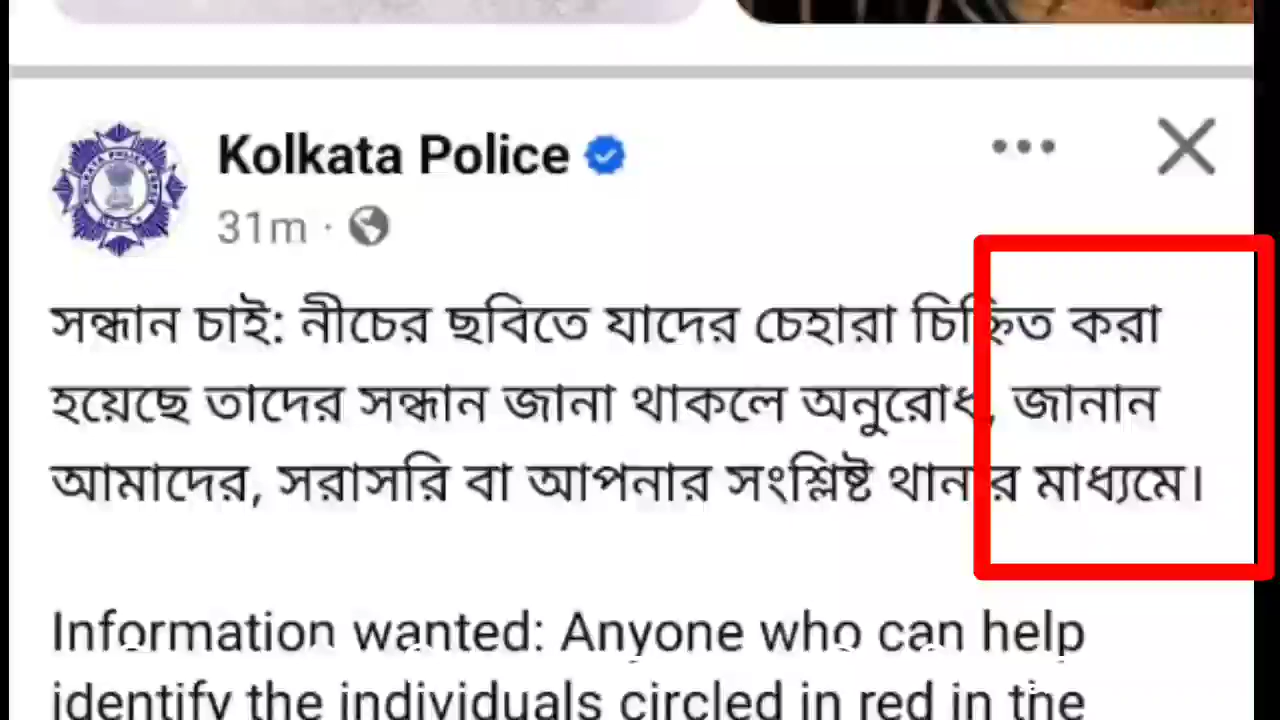 Kolkata Police
31m ·
সন্ধান চাই: নীচের ছবিতে যাদের চেহারা চিহ্নিত করা
হয়েছে তাদের সন্ধান জানা থাকলে অনুরোধ, জানান
আমাদের, সরাসরি বা আপনার সংশ্লিষ্ট থানার মাধ্যমে।
Information wanted: Anyone who can help
identify the individuals circled in red in the